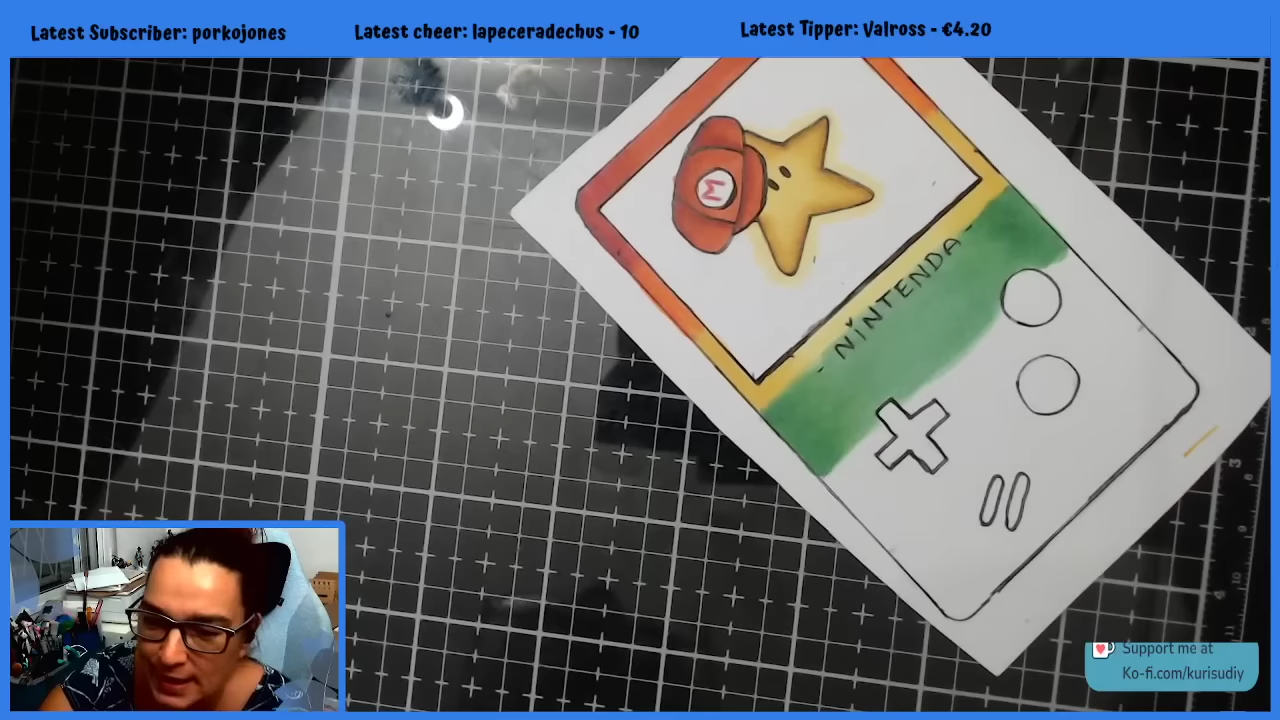 Latest Subscriber: porkojones
Latest cheer: lapeceradechus - 10
Latest Tipper: Valross - €4.20
M
- NINTENDA -
Support me at
Ko-fi.com/kurisudiy